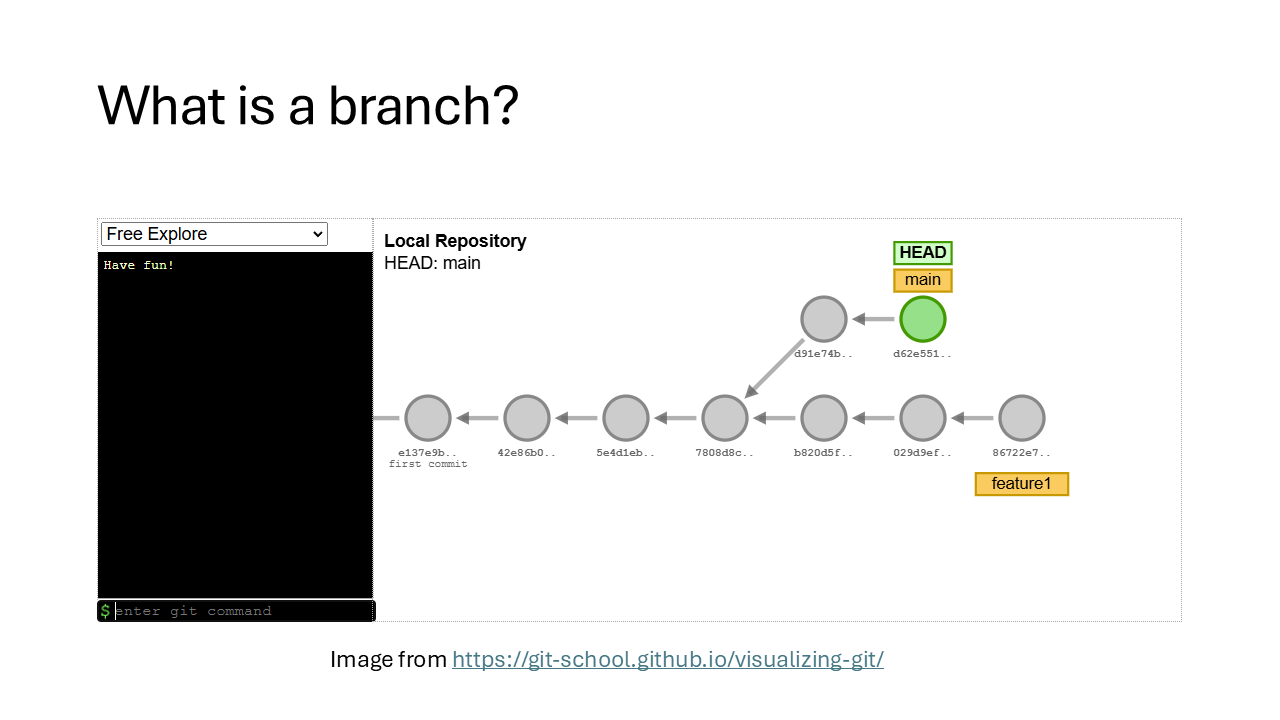 What is a branch?
Free Explore
Have fun!
$ enter git command
Local Repository
HEAD: main
HEAD
main
d91e74b..
d62e551..
e137e9b..
first commit
42e86b0..
5e4d1eb..
7808d8c..
b820d5f..
029d9ef..
86722e7..
feature1
Image from https://git-school.github.io/visualizing-git/